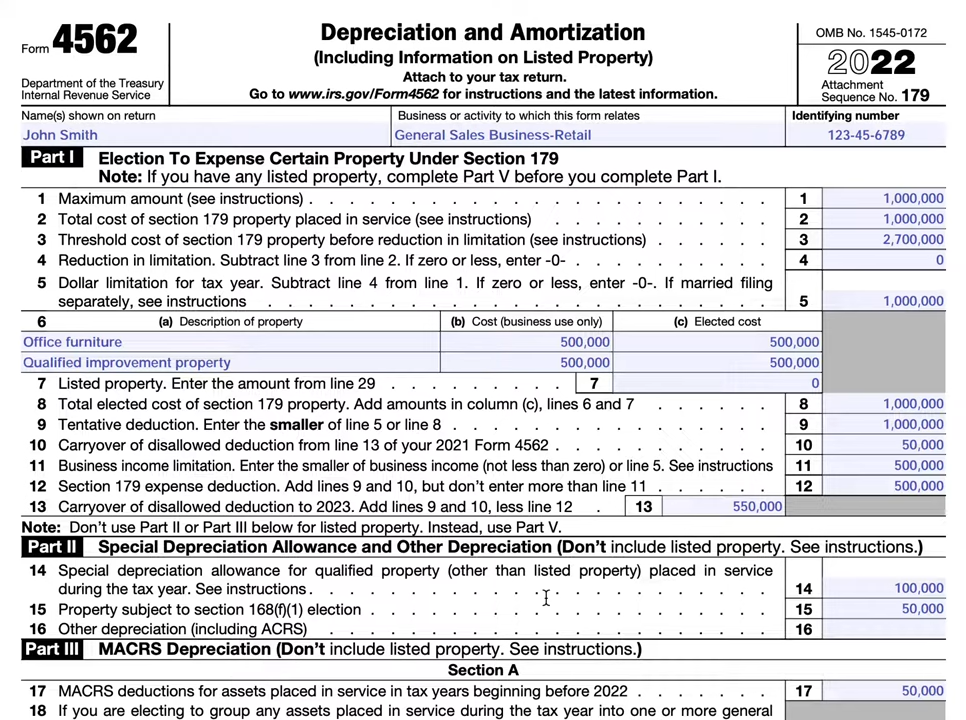 Form 4562
Department of the Treasury
Internal Revenue Service
Depreciation and Amortization
(Including Information on Listed Property)
Attach to your tax return.
Go to www.irs.gov/Form4562 for instructions and the latest information.
OMB No. 1545-0172
2022
Attachment
Sequence No. 179
Name(s) shown on return
John Smith
Business or activity to which this form relates
General Sales Business-Retail
Identifying number
123-45-6789
Part I Election To Expense Certain Property Under Section 179
Note: If you have any listed property, complete Part V before you complete Part I.
1 Maximum amount (see instructions) . . . . . . . . . . . . . . . . . . . . . . . 1 1,000,000
2 Total cost of section 179 property placed in service (see instructions) . . . . . . . . . . . 2 1,000,000
3 Threshold cost of section 179 property before reduction in limitation (see instructions) . . . . . . 3 2,700,000
4 Reduction in limitation. Subtract line 3 from line 2. If zero or less, enter -0- . . . . . . . . . . 4 0
5 Dollar limitation for tax year. Subtract line 4 from line 1. If zero or less, enter -0-. If married filing
separately, see instructions . . . . . . . . . . . . . . . . . . . . . . . . . 5 1,000,000
6 (a) Description of property (b) Cost (business use only) (c) Elected cost
Office furniture 500,000 500,000
Qualified improvement property 500,000 500,000
7 Listed property. Enter the amount from line 29 . . . . . . . . . 7 0
8 Total elected cost of section 179 property. Add amounts in column (c), lines 6 and 7 . . . . . . 8 1,000,000
9 Tentative deduction. Enter the smaller of line 5 or line 8 . . . . . . . . . . . . . . . . 9 1,000,000
10 Carryover of disallowed deduction from line 13 of your 2021 Form 4562 . . . . . . . . . . . 10 50,000
11 Business income limitation. Enter the smaller of business income (not less than zero) or line 5. See instructions 11 500,000
12 Section 179 expense deduction. Add lines 9 and 10, but don't enter more than line 11 . . . . . . 12 500,000
13 Carryover of disallowed deduction to 2023. Add lines 9 and 10, less line 12 . 13 550,000
Note: Don't use Part II or Part III below for listed property. Instead, use Part V.
Part II Special Depreciation Allowance and Other Depreciation (Don't include listed property. See instructions.)
14 Special depreciation allowance for qualified property (other than listed property) placed in service
during the tax year. See instructions . . . . . . . . . . . . . . . . . . . . . . . 14 100,000
15 Property subject to section 168(f)(1) election . . . . . . . . . . . . . . . . . . . . 15 50,000
16 Other depreciation (including ACRS) . . . . . . . . . . . . . . . . . . . . . . 16
Part III MACRS Depreciation (Don't include listed property. See instructions.)
Section A
17 MACRS deductions for assets placed in service in tax years beginning before 2022 . . . . . . . 17 50,000
18 If you are electing to group any assets placed in service during the tax year into one or more general